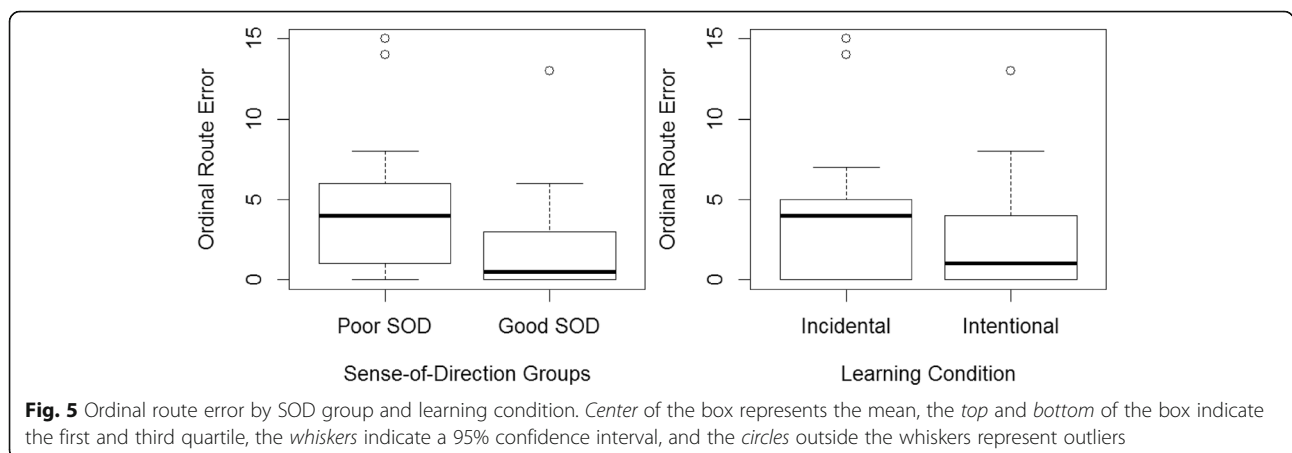 Ordinal Route Error
15
10
5
0
Poor SOD Good SOD
Sense-of-Direction Groups
Ordinal Route Error
15
10
5
0
Incidental Intentional
Learning Condition
Fig. 5 Ordinal route error by SOD group and learning condition. Center of the box represents the mean, the top and bottom of the box indicate
the first and third quartile, the whiskers indicate a 95% confidence interval, and the circles outside the whiskers represent outliers